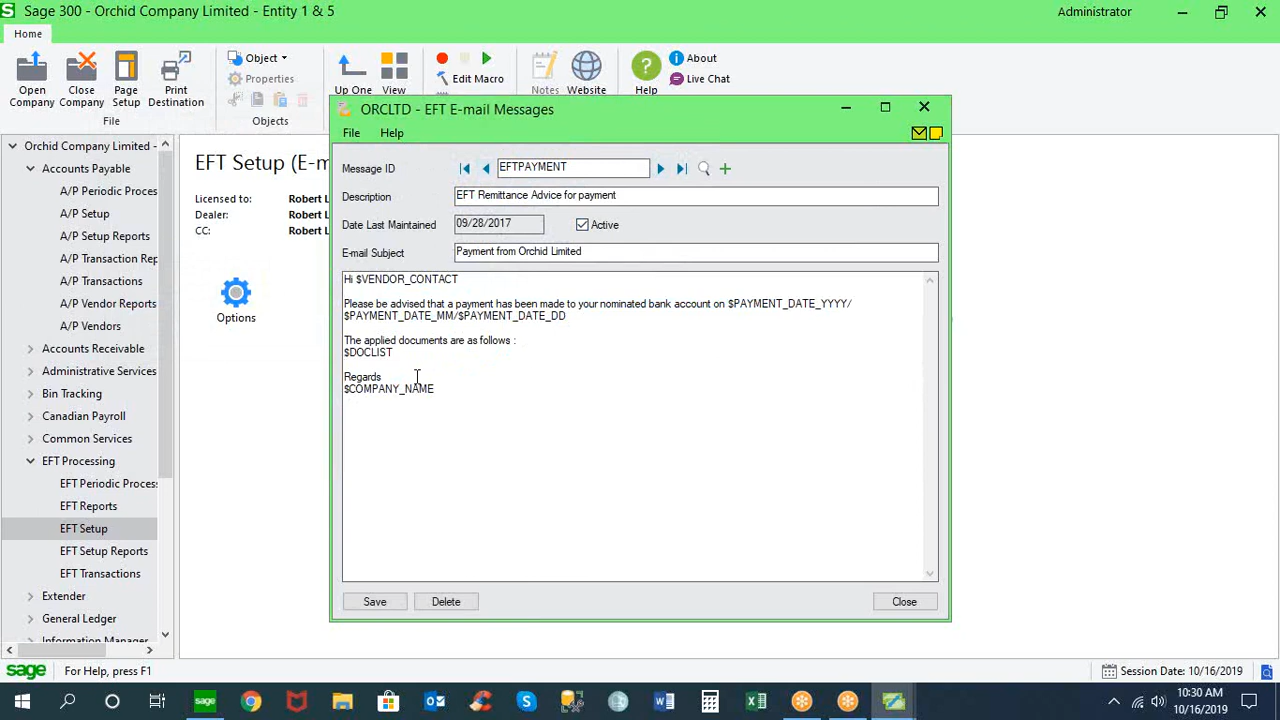 Sage 300 - Orchid Company Limited - Entity 1 & 5
Administrator
Home
Open Company
Close Company
Page Setup
Print Destination
File
Object
Properties
Objects
Up One
View
Edit Macro
Notes
Website
Help
About
Live Chat
Orchid Company Limited -
Accounts Payable
A/P Periodic Proces
A/P Setup
A/P Setup Reports
A/P Transaction Rep
A/P Transactions
A/P Vendor Reports
A/P Vendors
Accounts Receivable
Administrative Services
Bin Tracking
Canadian Payroll
Common Services
EFT Processing
EFT Periodic Proces
EFT Reports
EFT Setup
EFT Setup Reports
EFT Transactions
Extender
General Ledger
Information Manager
EFT Setup (E-m
Licensed to: Robert L
Dealer: Robert L
CC: Robert L
Options
ORCLTD - EFT E-mail Messages
File Help
Message ID EFTPAYMENT
Description EFT Remittance Advice for payment
Date Last Maintained 09/28/2017 Active
E-mail Subject Payment from Orchid Limited
Hi $VENDOR_CONTACT
Please be advised that a payment has been made to your nominated bank account on $PAYMENT_DATE_YYYY/
$PAYMENT_DATE_MM/$PAYMENT_DATE_DD
The applied documents are as follows :
$DOCLIST
Regards
$COMPANY_NAME
Save Delete Close
sage For Help, press F1
Session Date: 10/16/2019
10:30 AM
10/16/2019